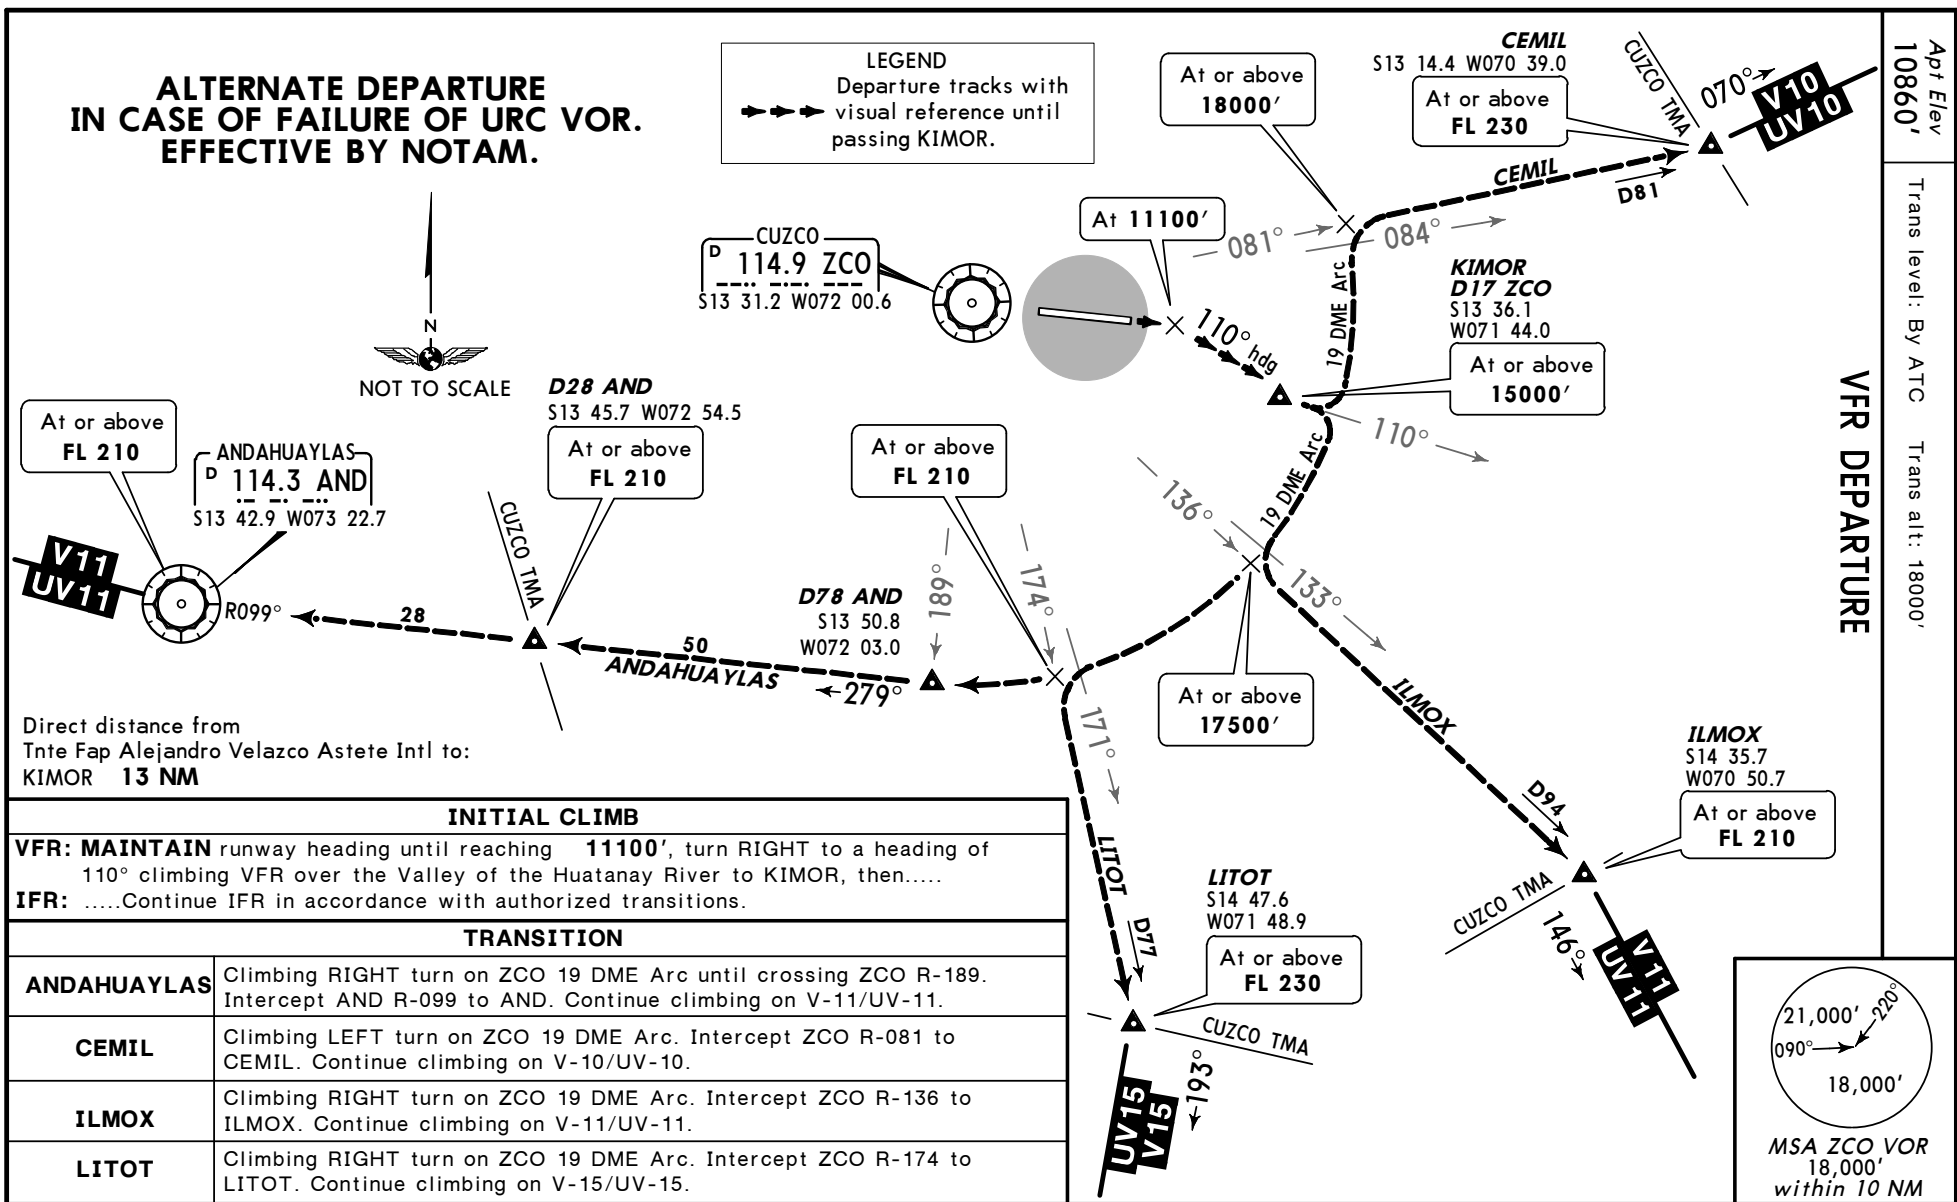 ALTERNATE DEPARTURE
IN CASE OF FAILURE OF URC VOR.
EFFECTIVE BY NOTAM.
LEGEND
Departure tracks with
visual reference until
passing KIMOR.
N
NOT TO SCALE
CUZCO
D 114.9 ZCO
S13 31.2 W072 00.6
At 11100'
110° hdg
At or above
18000'
081°
084°
CEMIL
S13 14.4 W070 39.0
At or above
FL 230
CUZCO TMA
070°
V10
UV10
CEMIL
D81
19 DME Arc
KIMOR
D17 ZCO
S13 36.1
W071 44.0
At or above
15000'
110°
19 DME Arc
136°
133°
At or above
17500'
At or above
FL 210
ANDAHUAYLAS
D 114.3 AND
S13 42.9 W073 22.7
V11
UV11
R099°
28
D28 AND
S13 45.7 W072 54.5
At or above
FL 210
CUZCO TMA
50
ANDAHUAYLAS
279°
D78 AND
S13 50.8
W072 03.0
189°
174°
At or above
FL 210
171°
LITOT
D77
LITOT
S14 47.6
W071 48.9
At or above
FL 230
CUZCO TMA
193°
UV15
V15
ILMOX
D94
ILMOX
S14 35.7
W070 50.7
At or above
FL 210
CUZCO TMA
146°
V11
UV11
Direct distance from
Tnte Fap Alejandro Velazco Astete Intl to:
KIMOR 13 NM
INITIAL CLIMB
VFR: MAINTAIN runway heading until reaching 11100', turn RIGHT to a heading of
110° climbing VFR over the Valley of the Huatanay River to KIMOR, then.....
IFR: .....Continue IFR in accordance with authorized transitions.
TRANSITION
ANDAHUAYLAS
Climbing RIGHT turn on ZCO 19 DME Arc until crossing ZCO R-189.
Intercept AND R-099 to AND. Continue climbing on V-11/UV-11.
CEMIL
Climbing LEFT turn on ZCO 19 DME Arc. Intercept ZCO R-081 to
CEMIL. Continue climbing on V-10/UV-10.
ILMOX
Climbing RIGHT turn on ZCO 19 DME Arc. Intercept ZCO R-136 to
ILMOX. Continue climbing on V-11/UV-11.
LITOT
Climbing RIGHT turn on ZCO 19 DME Arc. Intercept ZCO R-174 to
LITOT. Continue climbing on V-15/UV-15.
Apt Elev
10860'
Trans level: By ATC Trans alt: 18000'
VFR DEPARTURE
21,000'
220°
090°
18,000'
MSA ZCO VOR
18,000'
within 10 NM